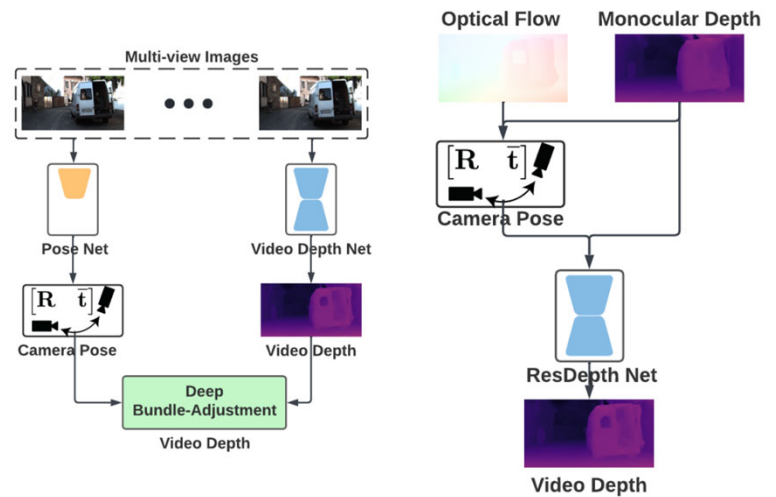 Multi-view Images
Pose Net
Video Depth Net
[R t̅]
Camera Pose
Video Depth
Deep
Bundle-Adjustment
Video Depth
Optical Flow
Monocular Depth
[R t̅]
Camera Pose
ResDepth Net
Video Depth